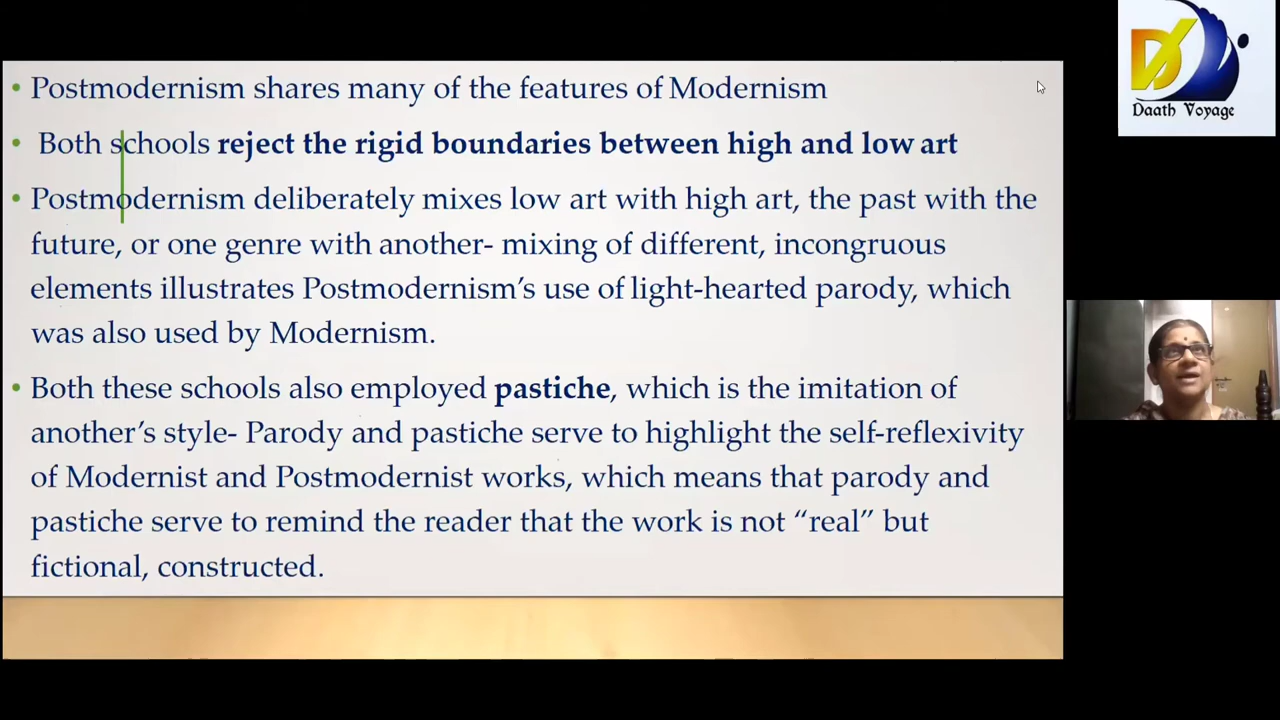 Postmodernism shares many of the features of Modernism
Both schools reject the rigid boundaries between high and low art
Postmodernism deliberately mixes low art with high art, the past with the
future, or one genre with another- mixing of different, incongruous
elements illustrates Postmodernism’s use of light-hearted parody, which
was also used by Modernism.
Both these schools also employed pastiche, which is the imitation of
another’s style- Parody and pastiche serve to highlight the self-reflexivity
of Modernist and Postmodernist works, which means that parody and
pastiche serve to remind the reader that the work is not “real” but
fictional, constructed.
DV
Daath Voyage